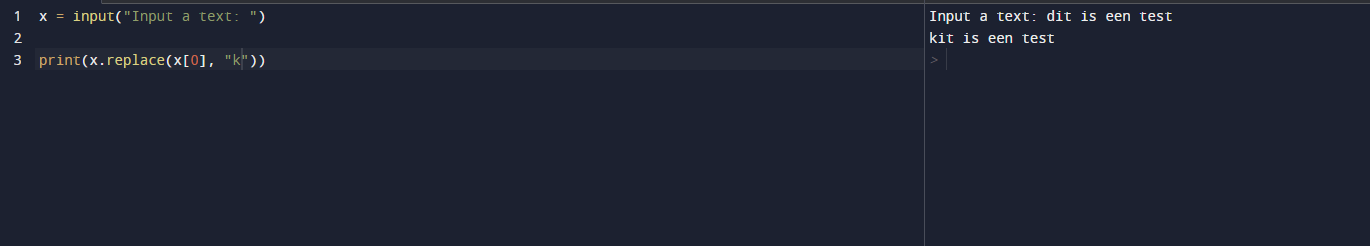 1 x = input("Input a text: ")
2
3 print(x.replace(x[0], "k"))
Input a text: dit is een test
kit is een test
>